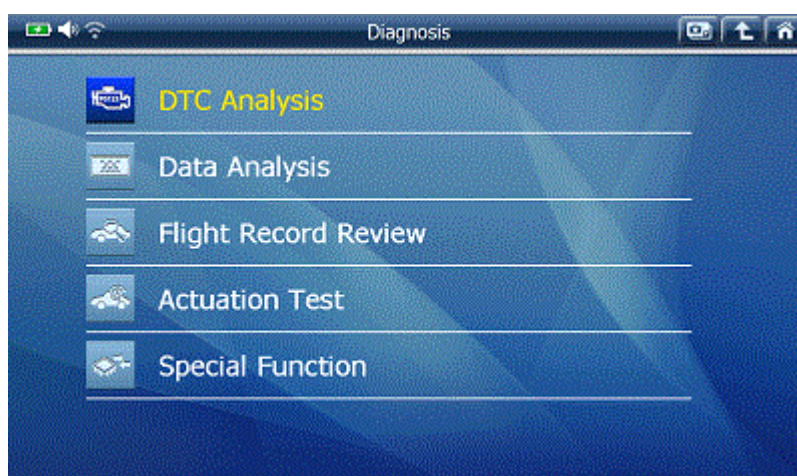 Diagnosis
DTC Analysis
Data Analysis
Flight Record Review
Actuation Test
Special Function